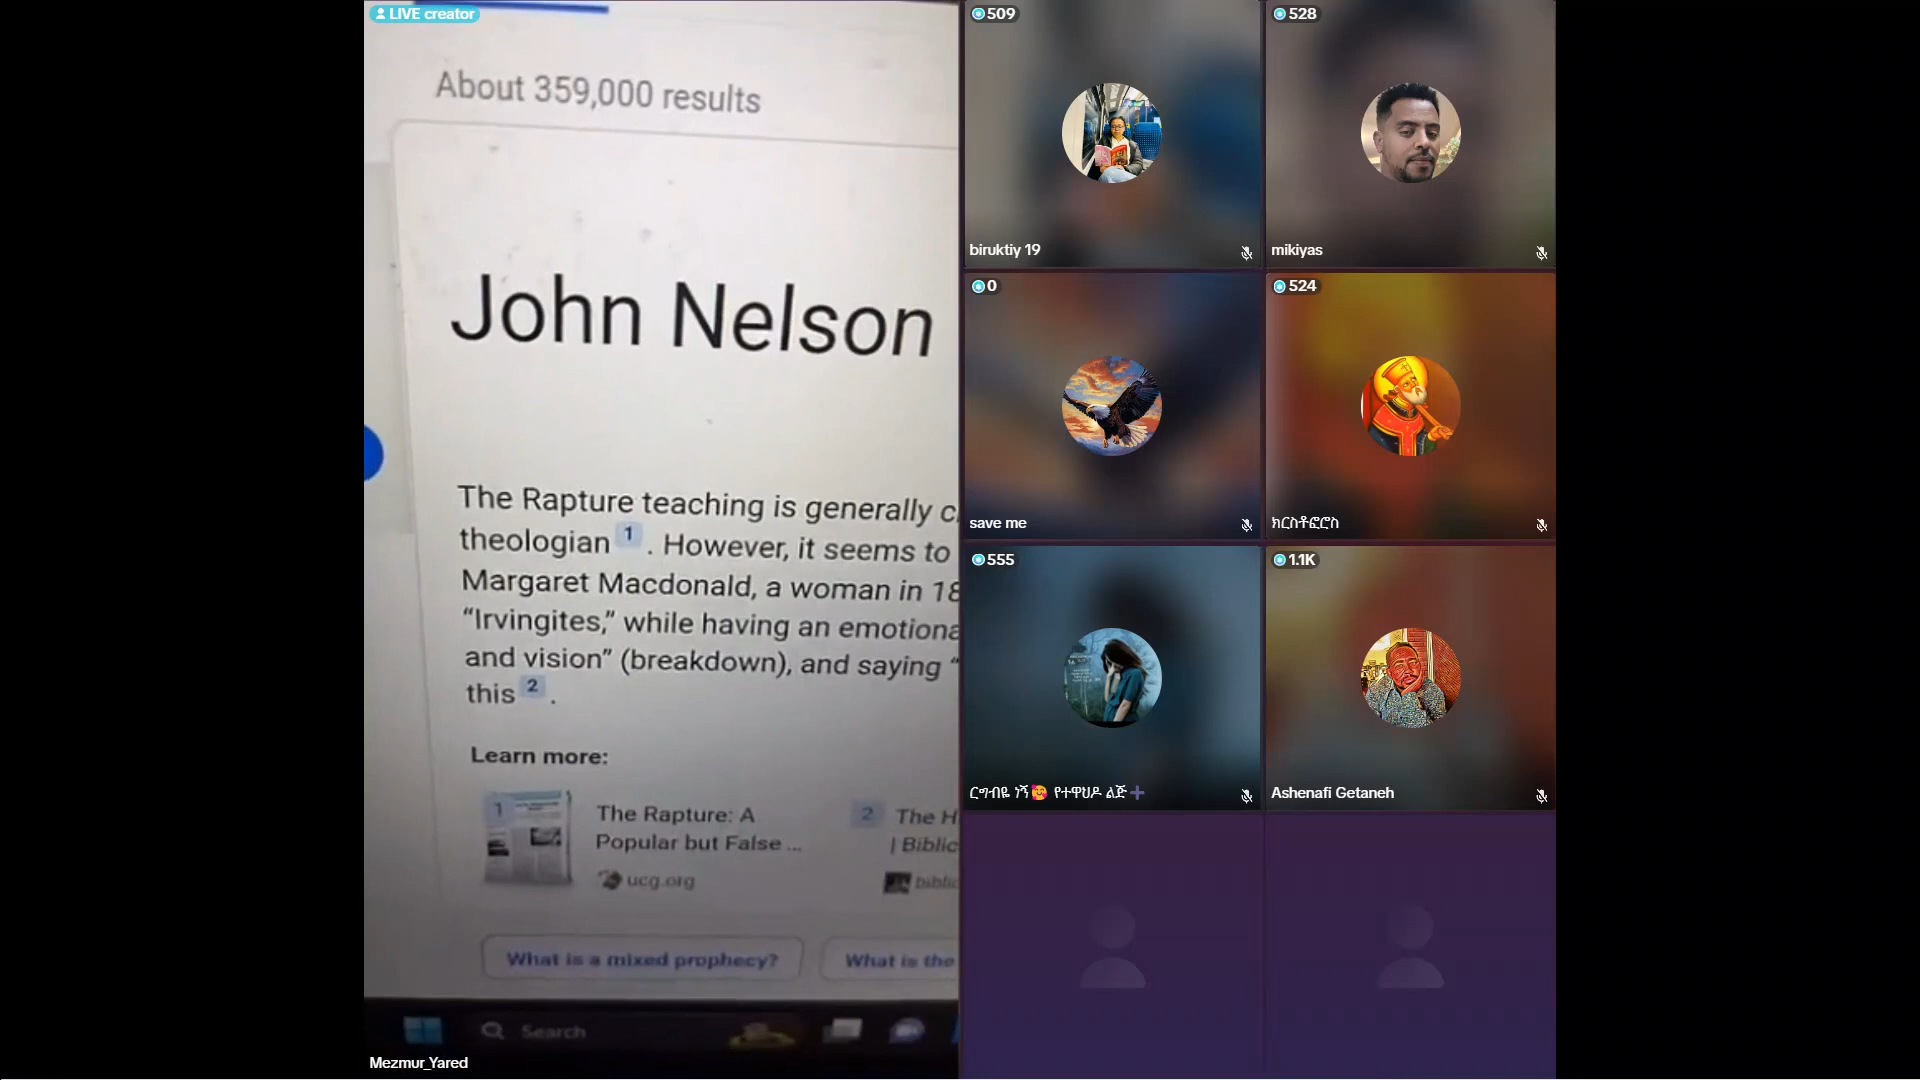 LIVE creator
About 359,000 results
John Nelson
The Rapture teaching is generally
theologian 1 . However, it seems to
Margaret Macdonald, a woman in 18
“Irvingites,” while having an emotiona
and vision” (breakdown), and saying “
this 2 .
Learn more:
1
The Rapture: A
Popular but False ...
ucg.org
2
The H
| Biblic
biblic
What is a mixed prophecy?
What is the
Search
Mezmur_Yared
509
biruktiy 19
528
mikiyas
0
save me
524
ክርስቶፎሮስ
555
ርግብዬ ነኝ🥰 የተዋህዶ ልጅ➕
1.1K
Ashenafi Getaneh